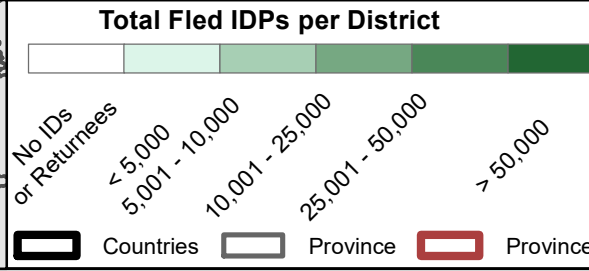 Total Fled IDPs per District
No IDs
or Returnees
< 5,000
5,001 - 10,000
10,001 - 25,000
25,001 - 50,000
> 50,000
Countries
Province
Province